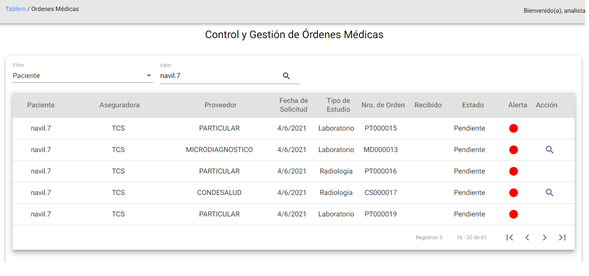 Tablero / Ordenes Médicas
Bienvenido(a), analista
Control y Gestión de Órdenes Médicas
Filtro Valor
Paciente navil.7
Paciente Aseguradora Proveedor Fecha de Solicitud Tipo de Estudio Nro. de Orden Recibido Estado Alerta Acción
navil.7 TCS PARTICULAR 4/6/2021 Laboratorio PT000015 Pendiente
navil.7 TCS MICRODIAGNOSTICO 4/6/2021 Laboratorio MD000013 Pendiente
navil.7 TCS PARTICULAR 4/6/2021 Radiología PT000016 Pendiente
navil.7 TCS CONDESALUD 4/6/2021 Radiología CS000017 Pendiente
navil.7 TCS PARTICULAR 4/6/2021 Laboratorio PT000019 Pendiente
Registros 5 16 - 20 de 61